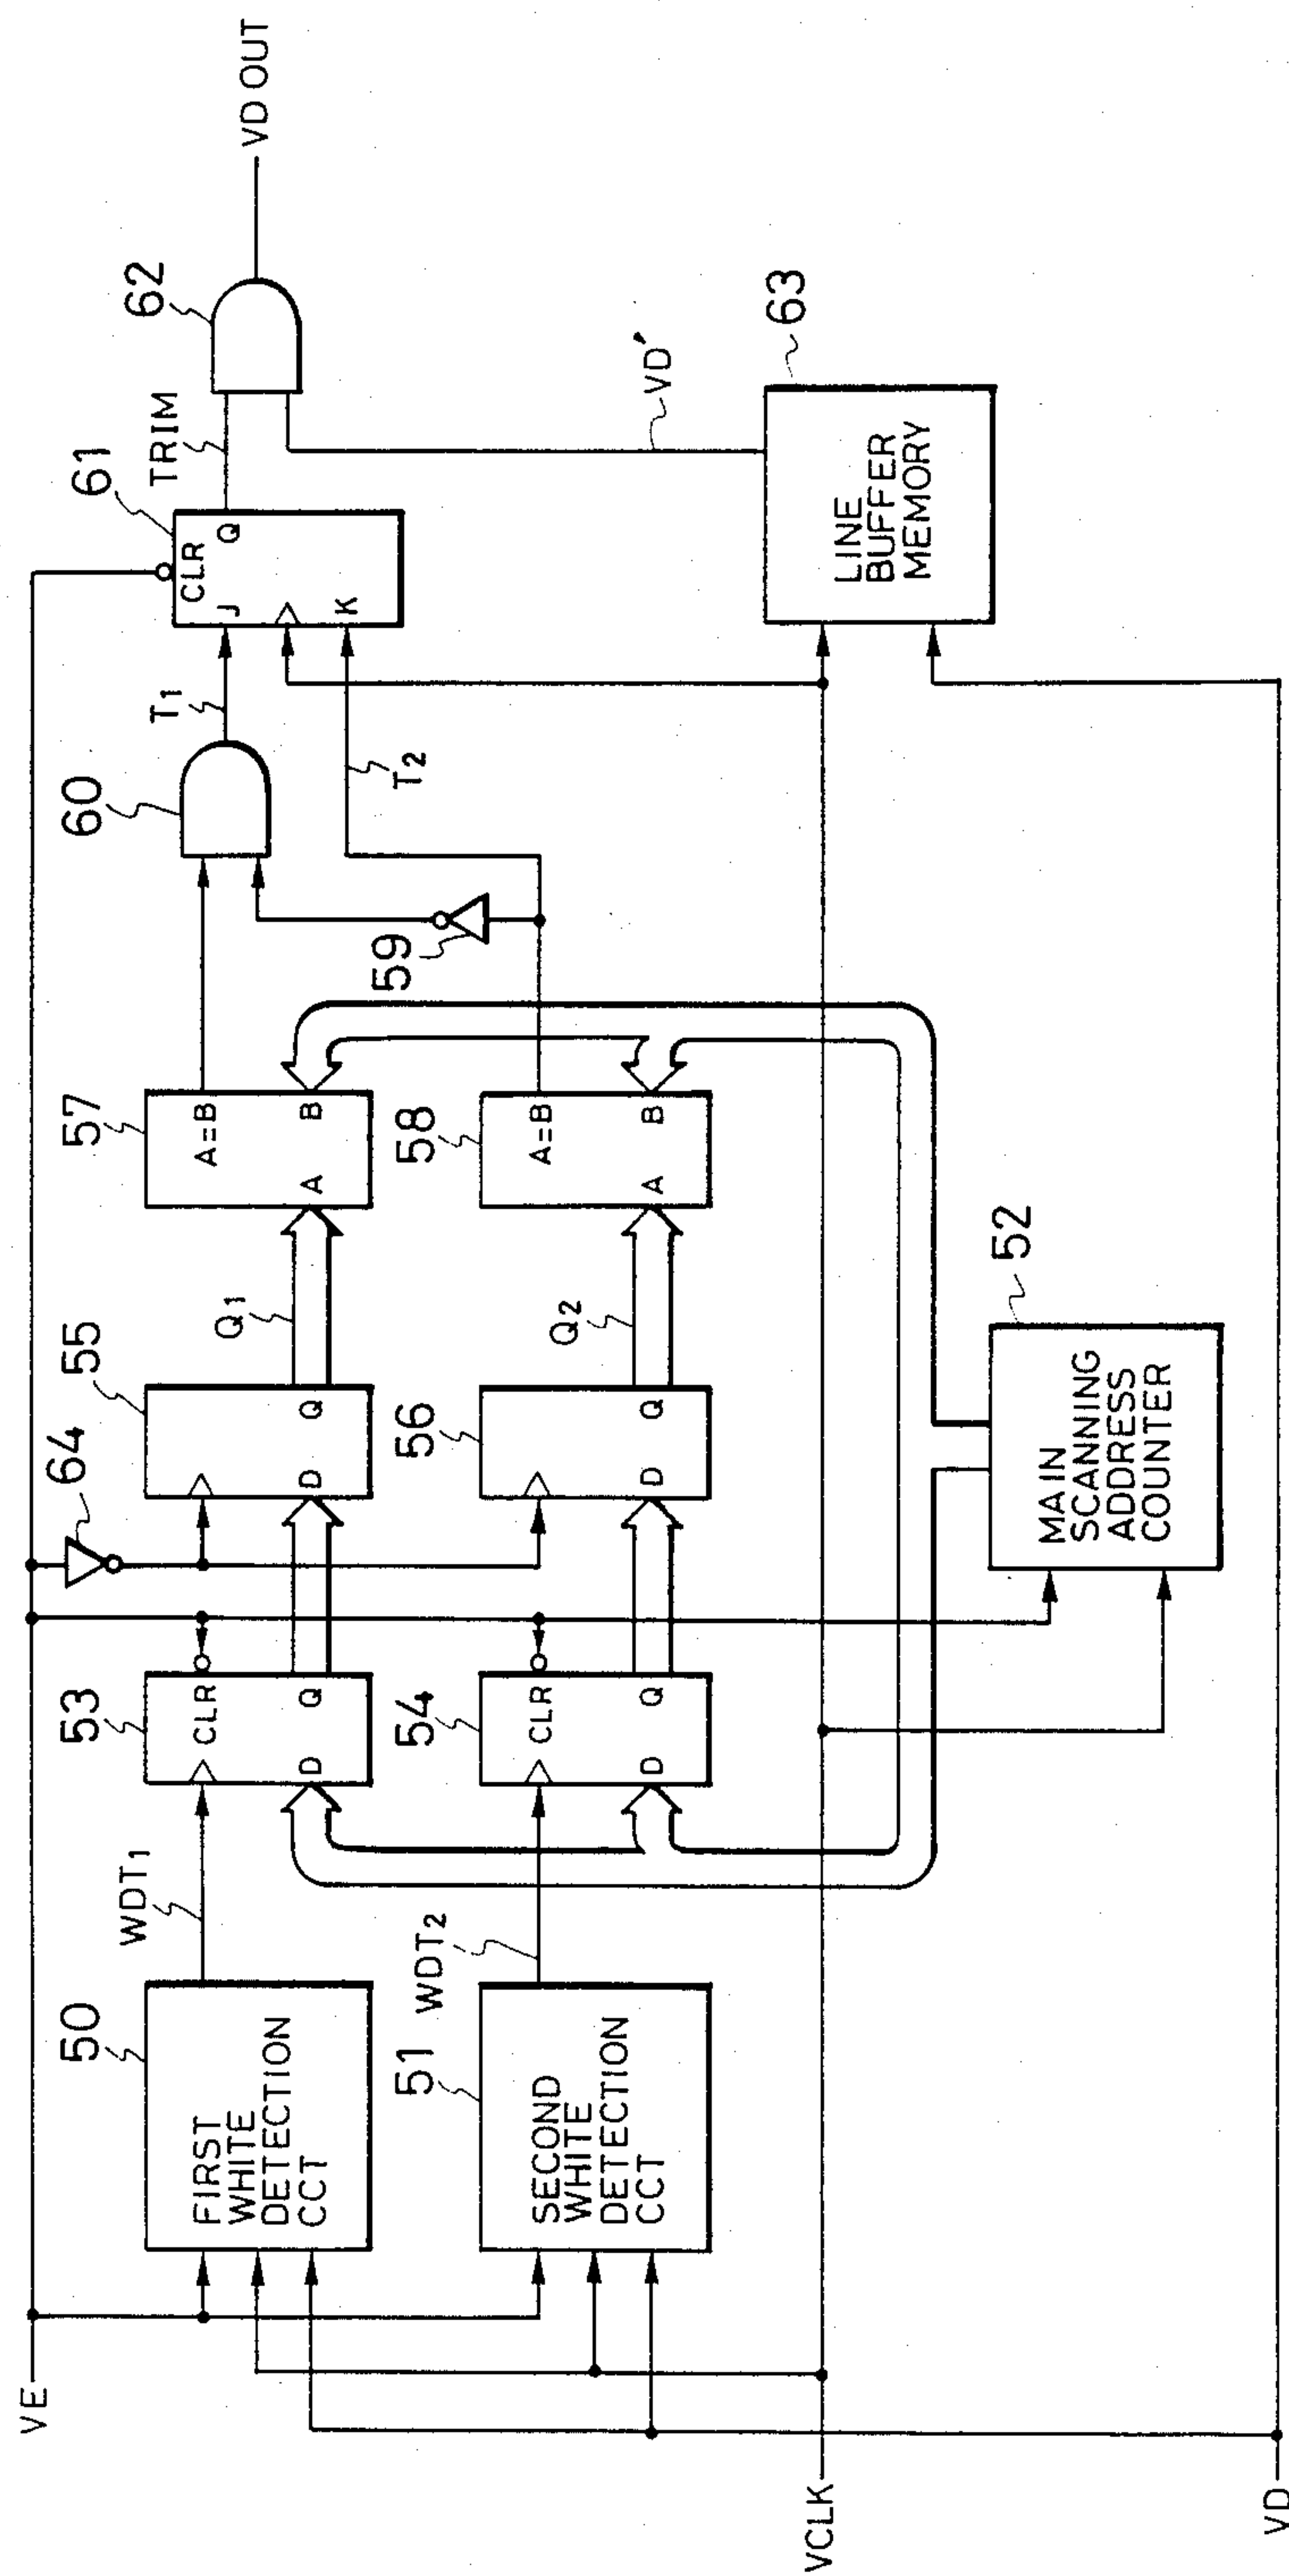 VE
VCLK
VD
50
FIRST
WHITE
DETECTION
CCT
WDT1
51
SECOND
WHITE
DETECTION
CCT
WDT2
53
CLR
D
Q
54
CLR
D
Q
64
55
D
Q
56
D
Q
Q1
Q2
52
MAIN
SCANNING
ADDRESS
COUNTER
57
A=B
A
B
58
A=B
A
B
59
60
T1
T2
61
CLR
J
Q
K
TRIM
62
VD OUT
VD'
63
LINE
BUFFER
MEMORY